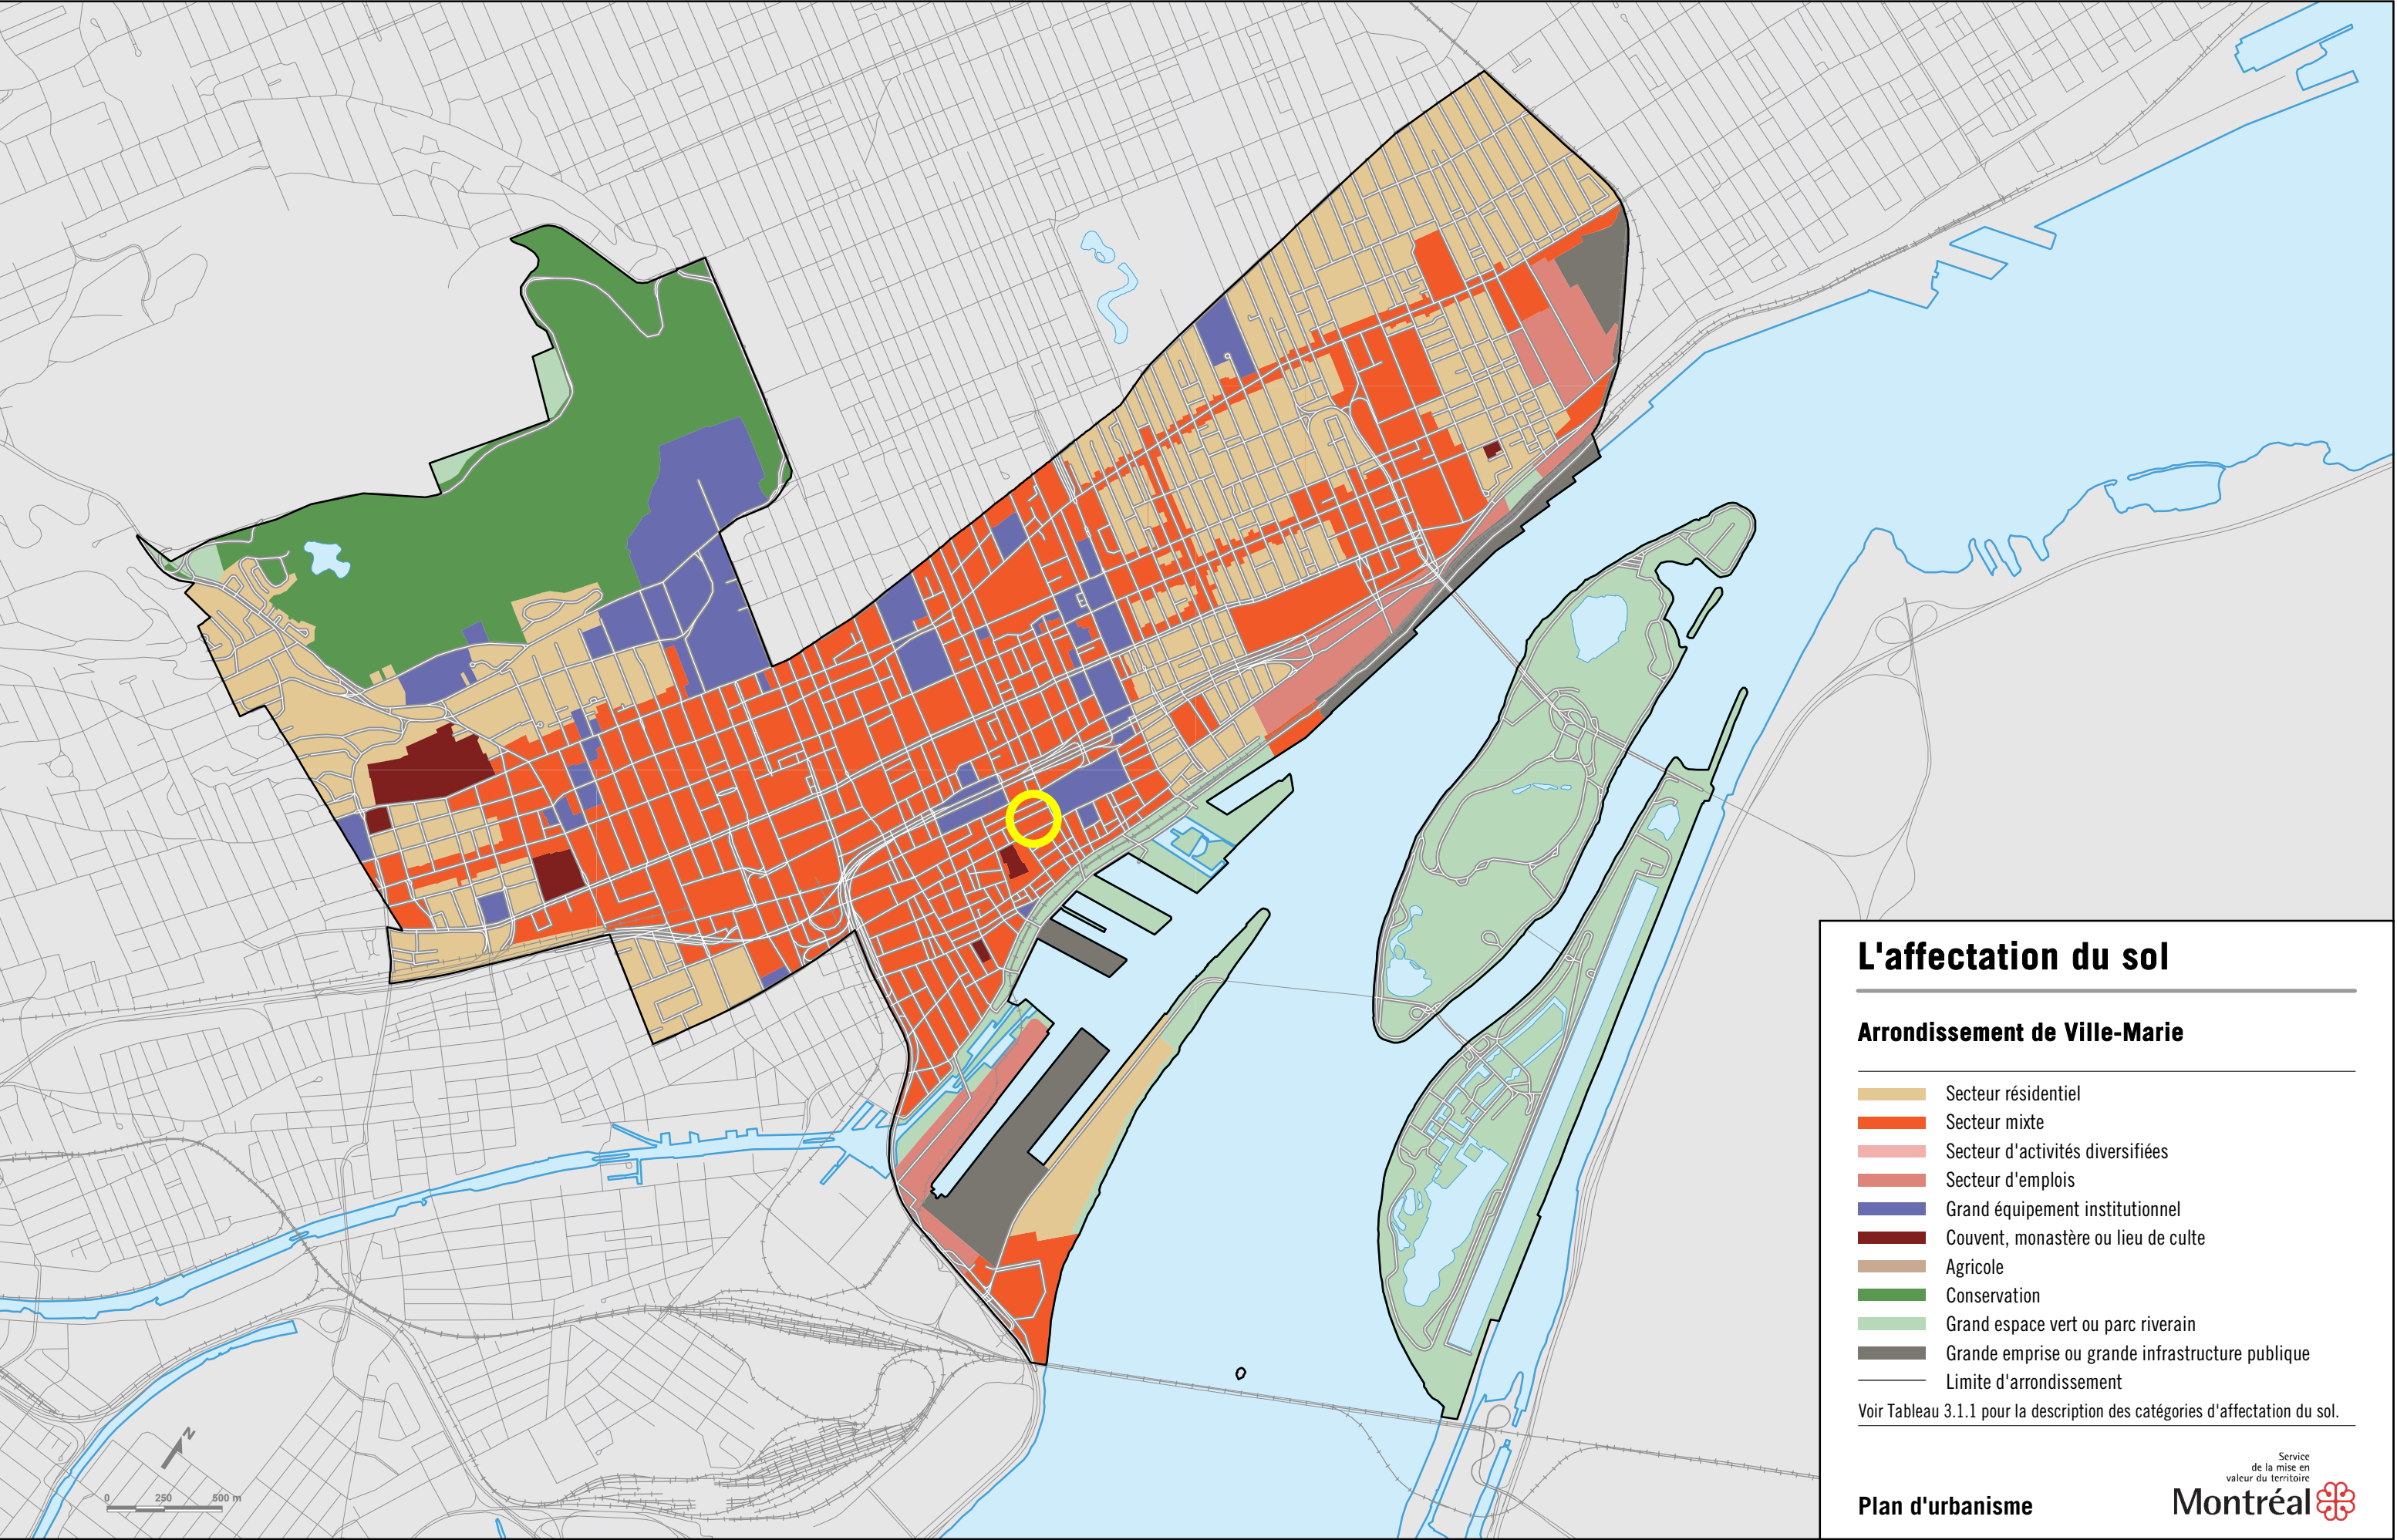 L'affectation du sol
Arrondissement de Ville-Marie
Secteur résidentiel
Secteur mixte
Secteur d'activités diversifiées
Secteur d'emplois
Grand équipement institutionnel
Couvent, monastère ou lieu de culte
Agricole
Conservation
Grand espace vert ou parc riverain
Grande emprise ou grande infrastructure publique
Limite d'arrondissement
Voir Tableau 3.1.1 pour la description des catégories d'affectation du sol.
Service
de la mise en
valeur du territoire
Plan d'urbanisme
Montréal
N
0 250 500 m